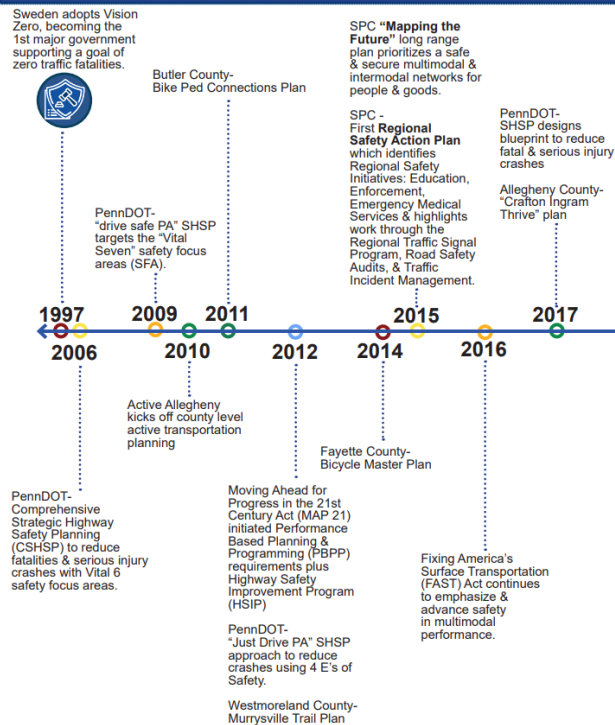 Sweden adopts Vision
Zero, becoming the
1st major government
supporting a goal of
zero traffic fatalities.
Butler County-
Bike Ped Connections Plan
PennDOT-
“drive safe PA” SHSP
targets the “Vital
Seven” safety focus
areas (SFA).
SPC “Mapping the
Future” long range
plan prioritizes a safe
& secure multimodal &
intermodal networks for
people & goods.
SPC -
First Regional
Safety Action Plan
which identifies
Regional Safety
Initiatives: Education,
Enforcement,
Emergency Medical
Services & highlights
work through the
Regional Traffic Signal
Program, Road Safety
Audits, & Traffic
Incident Management.
PennDOT-
SHSP designs
blueprint to reduce
fatal & serious injury
crashes
Allegheny County-
“Crafton Ingram
Thrive” plan
1997
2009
2011
2015
2017
2006
2010
2012
2014
2016
PennDOT-
Comprehensive
Strategic Highway
Safety Planning
(CSHSP) to reduce
fatalities & serious injury
crashes with Vital 6
safety focus areas.
Active Allegheny
kicks off county level
active transportation
planning
Moving Ahead for
Progress in the 21st
Century Act (MAP 21)
initiated Performance
Based Planning &
Programming (PBPP)
requirements plus
Highway Safety
Improvement Program
(HSIP)
PennDOT-
“Just Drive PA” SHSP
approach to reduce
crashes using 4 E’s of
Safety.
Westmoreland County-
Murrysville Trail Plan
Fayette County-
Bicycle Master Plan
Fixing America’s
Surface Transportation
(FAST) Act continues
to emphasize &
advance safety
in multimodal
performance.